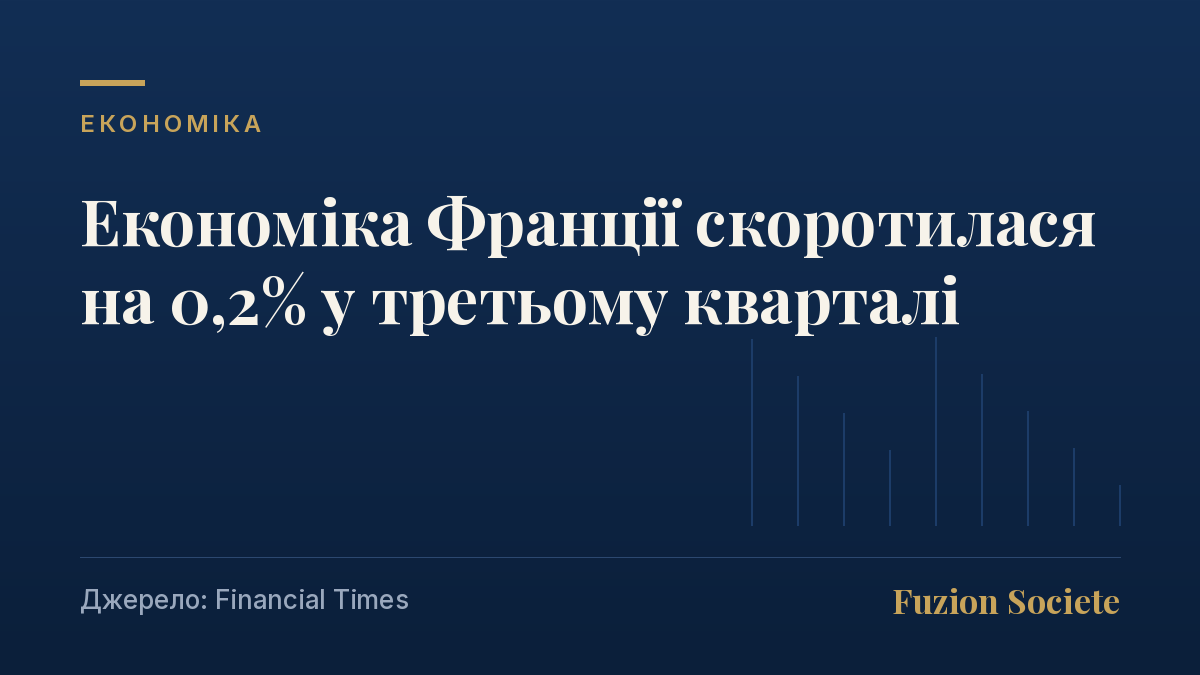 ЕКОНОМІКА
Економіка Франції скоротилася
на 0,2% у третьому кварталі
Джерело: Financial Times
Fuzion Societe